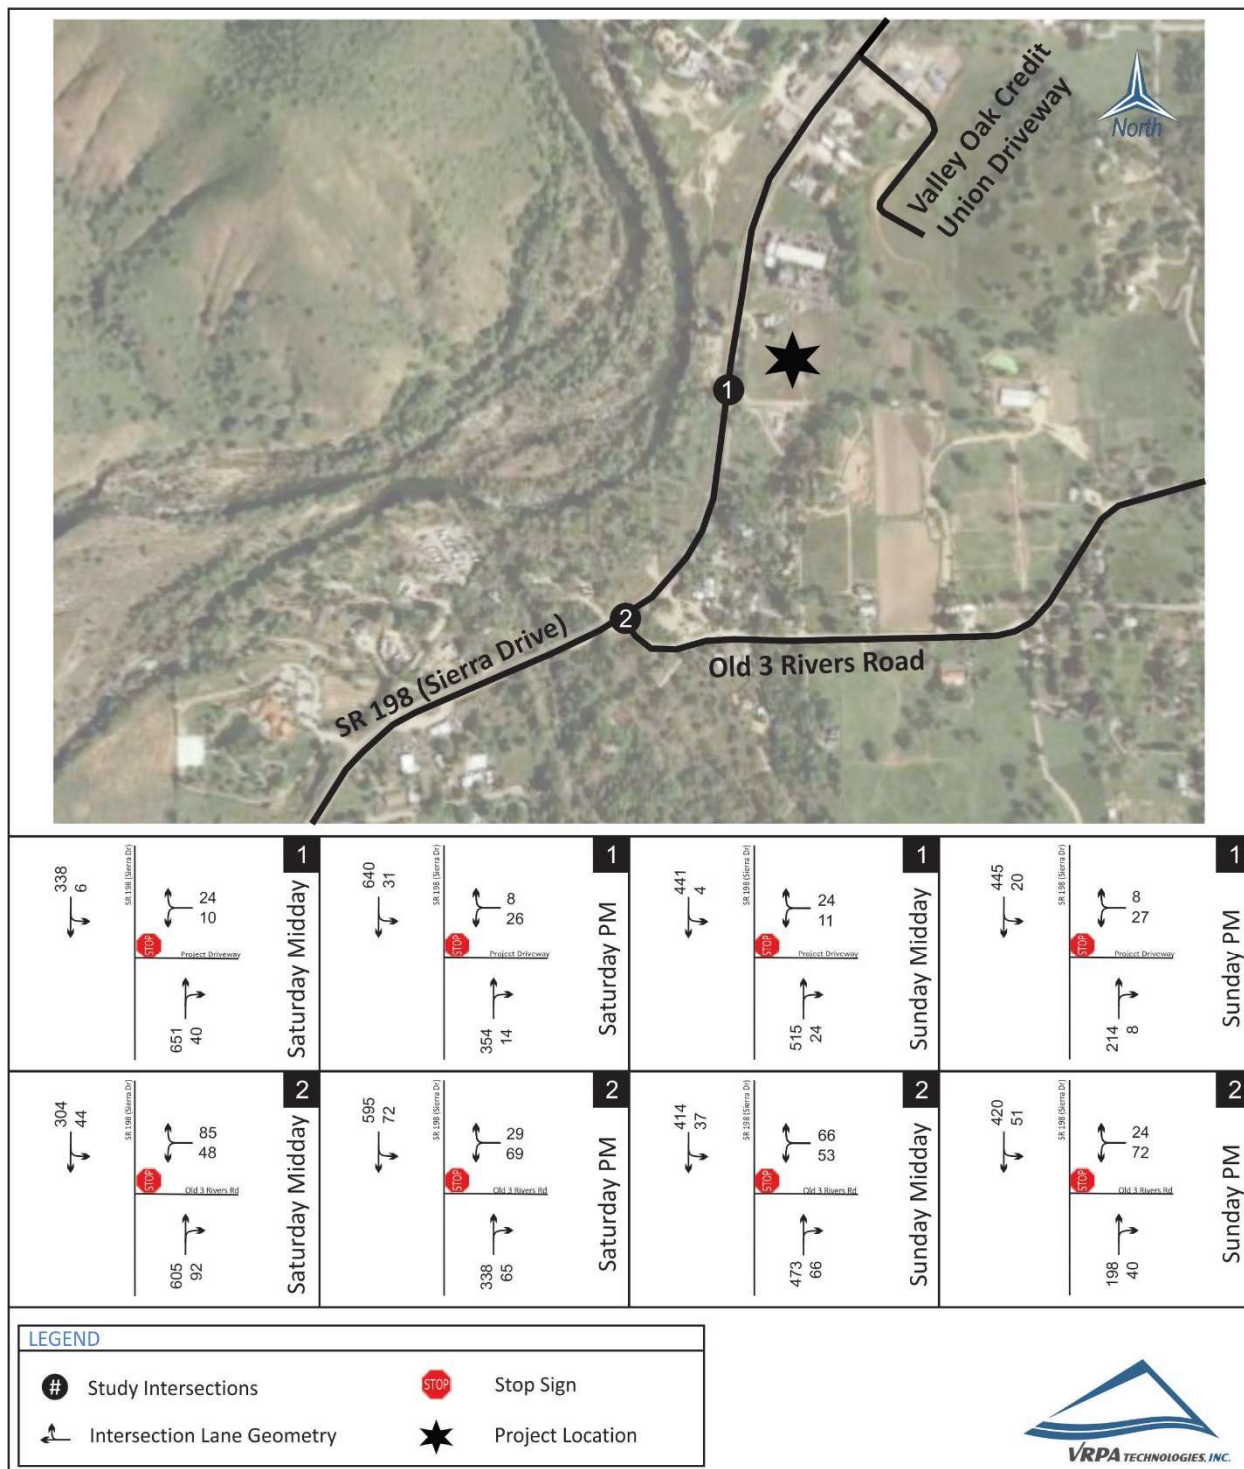 Valley Oak Credit
Union Driveway
North
1
2
SR 198 (Sierra Drive)
Old 3 Rivers Road
1
Saturday Midday
338
6
SR 198 (Sierra Dr)
24
10
STOP
Project Driveway
651
40
1
Saturday PM
640
31
SR 198 (Sierra Dr)
8
26
STOP
Project Driveway
354
14
1
Sunday Midday
441
4
SR 198 (Sierra Dr)
24
11
STOP
Project Driveway
515
24
1
Sunday PM
445
20
SR 198 (Sierra Dr)
8
27
STOP
Project Driveway
214
8
2
Saturday Midday
304
44
SR 198 (Sierra Dr)
85
48
STOP
Old 3 Rivers Rd
605
92
2
Saturday PM
595
72
SR 198 (Sierra Dr)
29
69
STOP
Old 3 Rivers Rd
338
65
2
Sunday Midday
414
37
SR 198 (Sierra Dr)
66
53
STOP
Old 3 Rivers Rd
473
66
2
Sunday PM
420
51
SR 198 (Sierra Dr)
24
72
STOP
Old 3 Rivers Rd
198
40
LEGEND
# Study Intersections
STOP Stop Sign
Intersection Lane Geometry
Project Location
VRPA TECHNOLOGIES, INC.